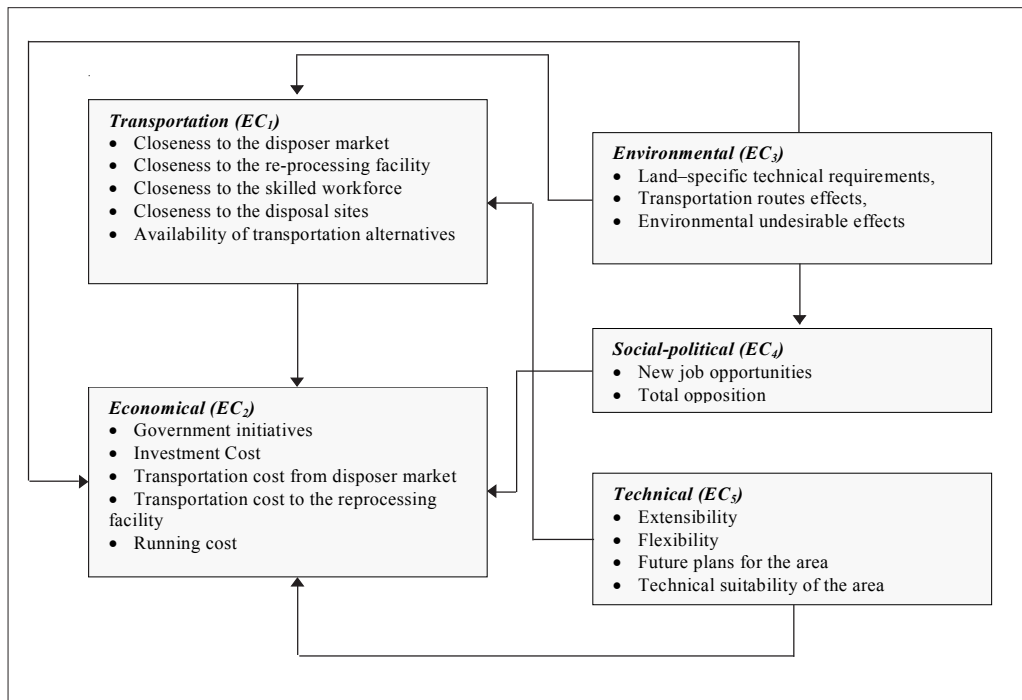 Transportation (EC1)
• Closeness to the disposer market
• Closeness to the re-processing facility
• Closeness to the skilled workforce
• Closeness to the disposal sites
• Availability of transportation alternatives
Economical (EC2)
• Government initiatives
• Investment Cost
• Transportation cost from disposer market
• Transportation cost to the reprocessing
facility
• Running cost
Environmental (EC3)
• Land–specific technical requirements,
• Transportation routes effects,
• Environmental undesirable effects
Social-political (EC4)
• New job opportunities
• Total opposition
Technical (EC5)
• Extensibility
• Flexibility
• Future plans for the area
• Technical suitability of the area